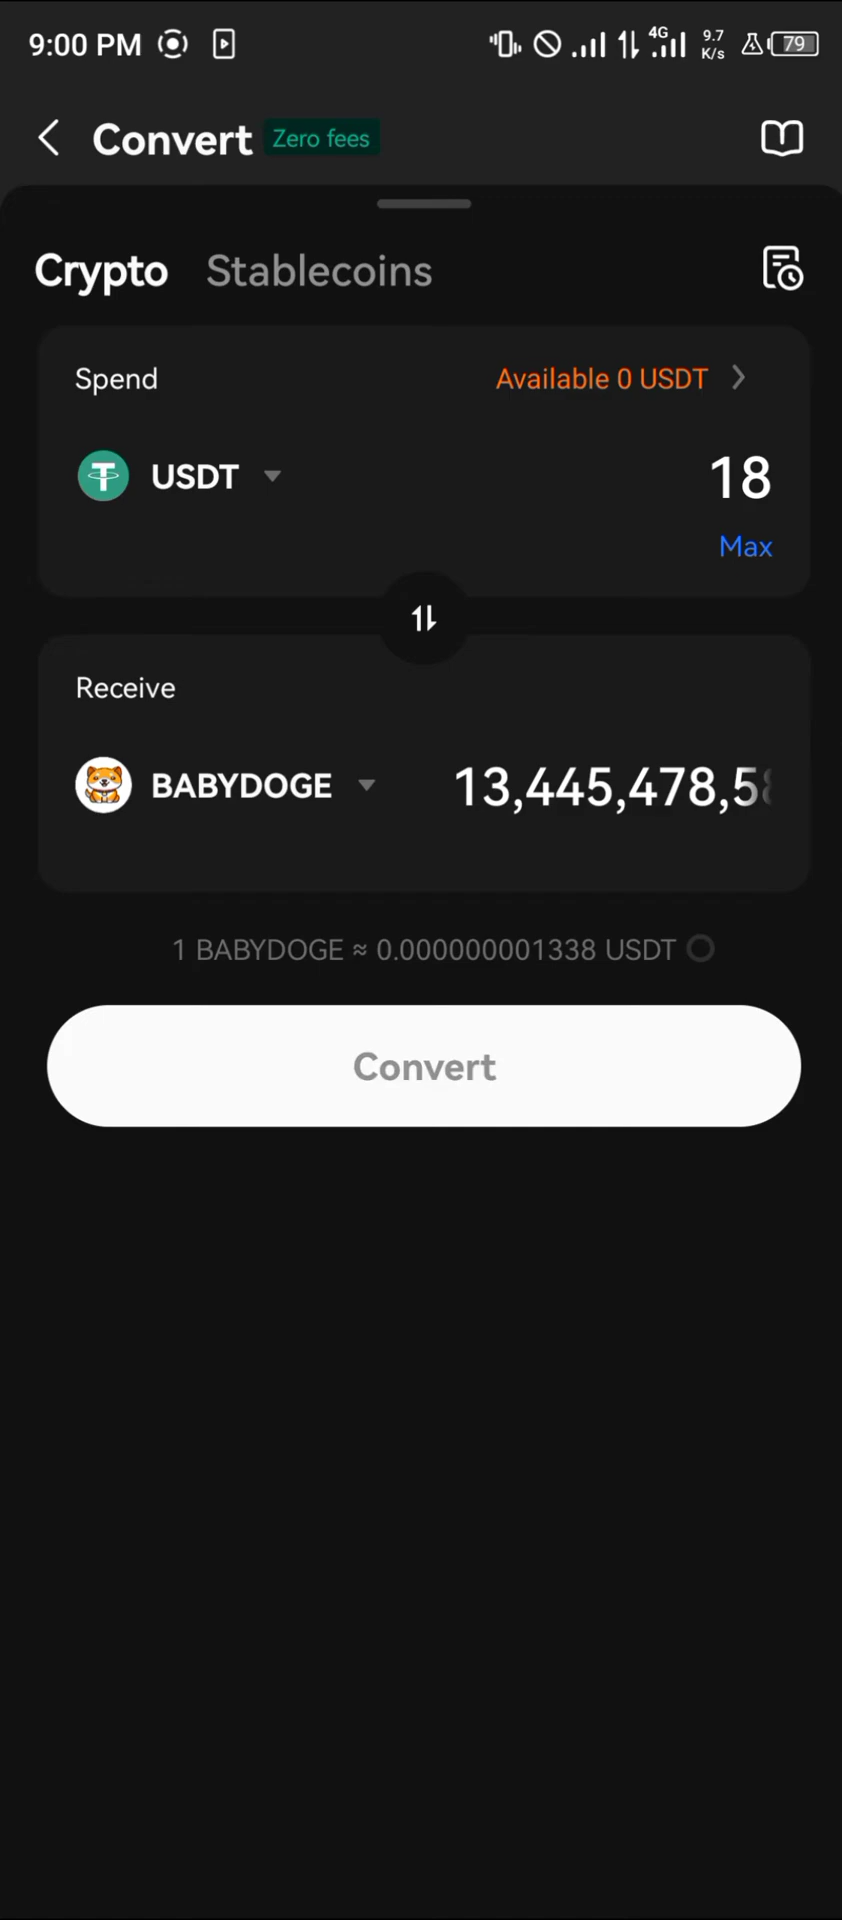 9:00 PM
4G 9.7 K/s 79
Convert Zero fees
Crypto Stablecoins
Spend Available 0 USDT
USDT 18
Max
Receive
BABYDOGE 13,445,478,5
1 BABYDOGE ≈ 0.000000001338 USDT
Convert